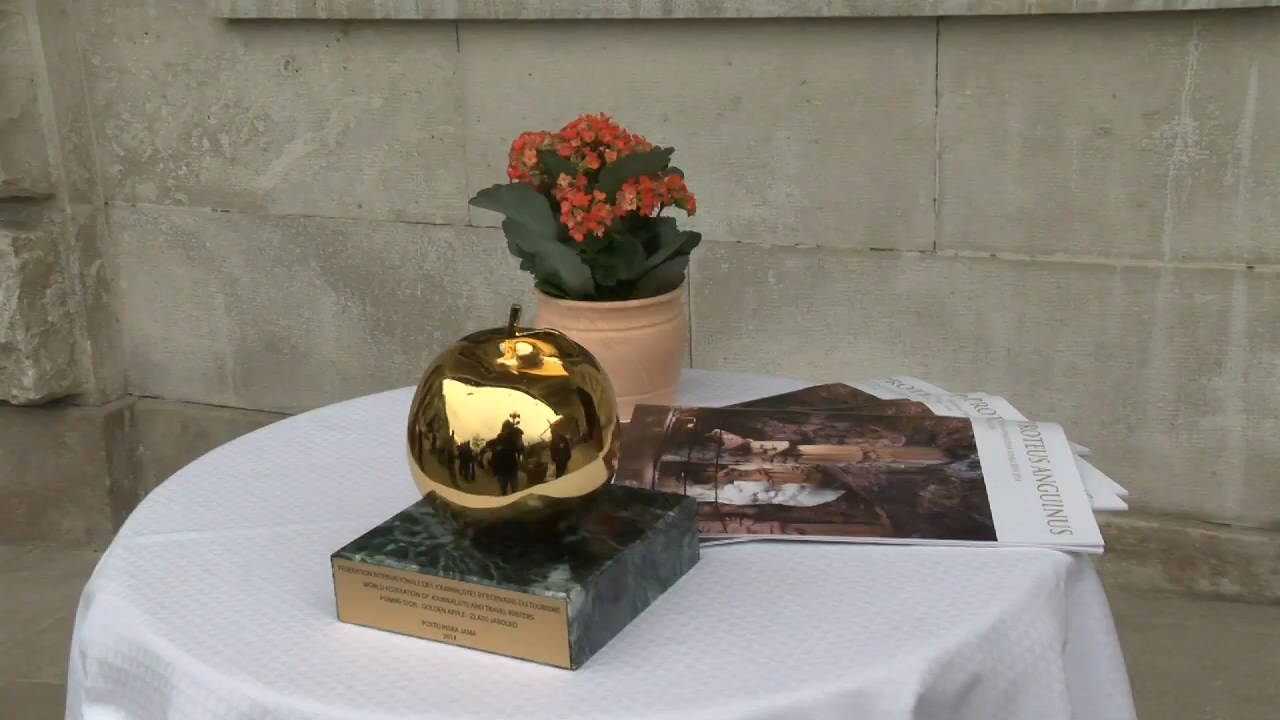 FEDERATION INTERNATIONALE DES JOURNALISTES ET ECRIVAINS DU TOURISME
WORLD FEDERATION OF JOURNALISTS AND TRAVEL WRITERS
POMME D'OR - GOLDEN APPLE - ZLATO JABOLKO
POSTOJNSKA JAMA
2014
PROTEUS ANGUINUS